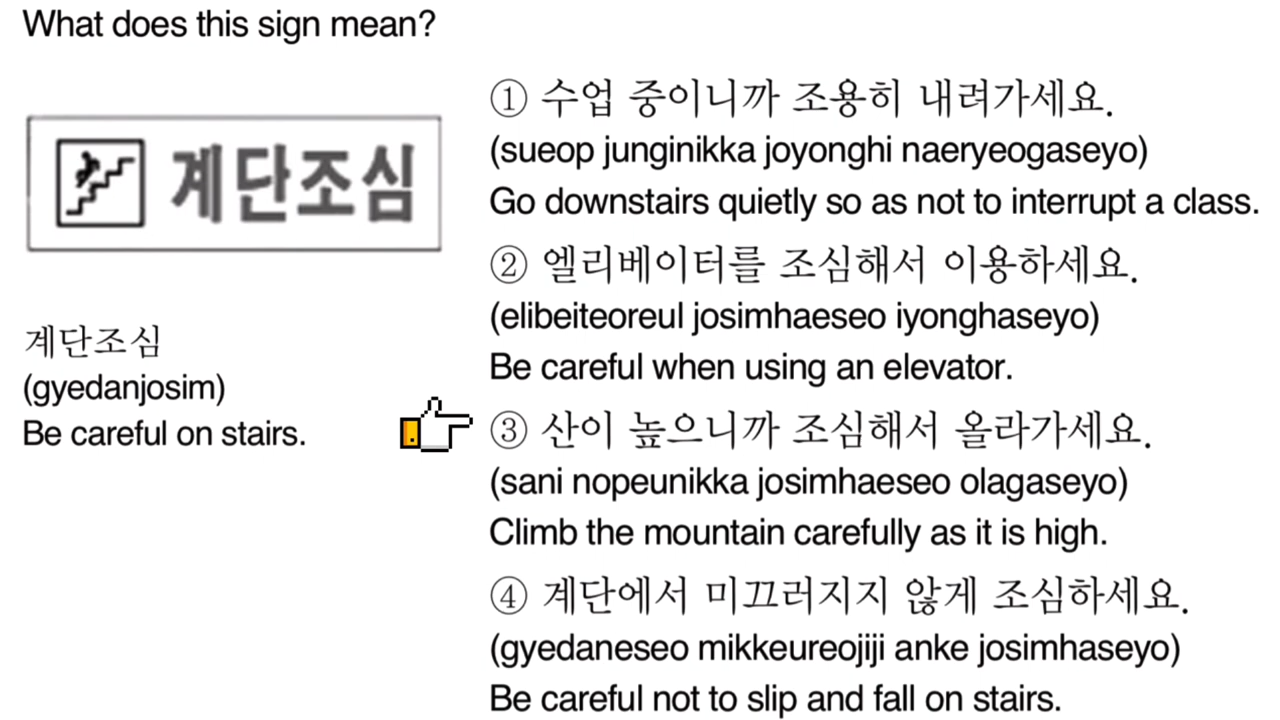 What does this sign mean?
계단조심
계단조심
(gyedanjosim)
Be careful on stairs.
① 수업 중이니까 조용히 내려가세요.
(sueop junginikka joyonghi naeryeogaseyo)
Go downstairs quietly so as not to interrupt a class.
② 엘리베이터를 조심해서 이용하세요.
(elibeiteoreul josimhaeseo iyonghaseyo)
Be careful when using an elevator.
③ 산이 높으니까 조심해서 올라가세요.
(sani nopeunikka josimhaeseo olagaseyo)
Climb the mountain carefully as it is high.
④ 계단에서 미끄러지지 않게 조심하세요.
(gyedaneseo mikkeureojiji anke josimhaseyo)
Be careful not to slip and fall on stairs.